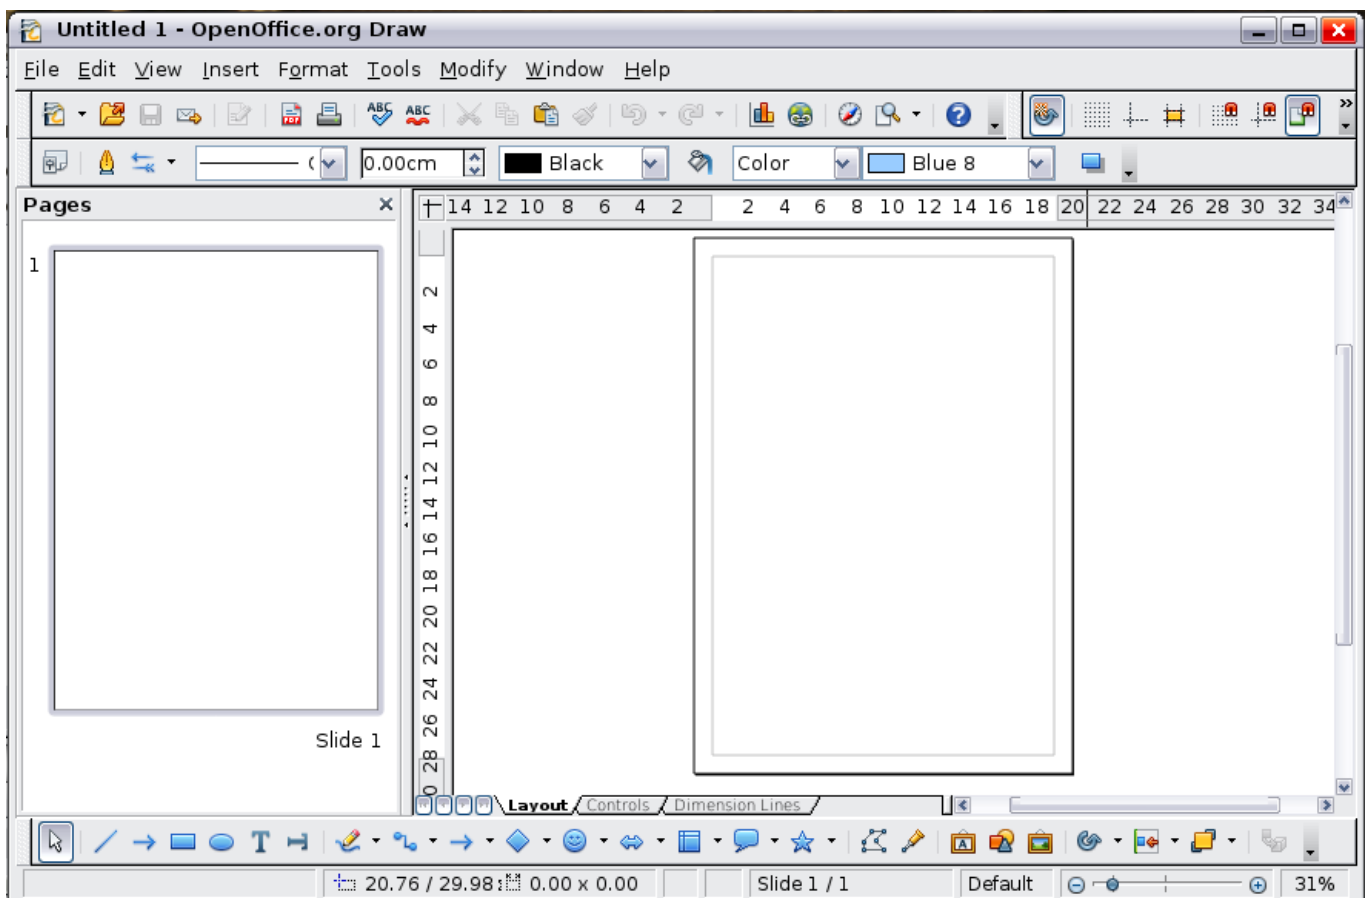 Untitled 1 - OpenOffice.org Draw
File Edit View Insert Format Tools Modify Window Help
PDF ABC ABC
0.00cm Black Color Blue 8
Pages
14 12 10 8 6 4 2 2 4 6 8 10 12 14 16 18 20 22 24 26 28 30 32 34
1
2
4
6
8
10
12
14
16
18
20
22
24
26
28
Slide 1
Layout Controls Dimension Lines
T A
20.76 / 29.98 0.00 x 0.00 Slide 1 / 1 Default 31%